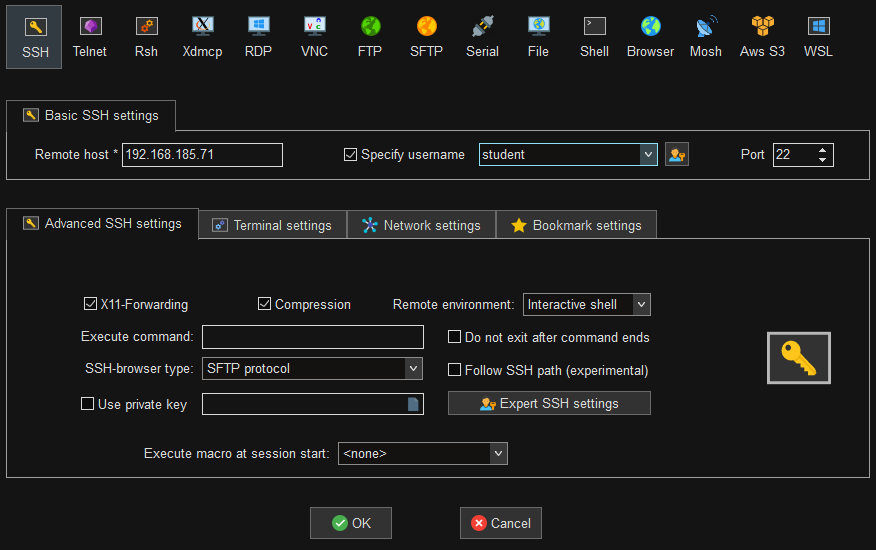 SSH Telnet Rsh Xdmcp RDP VNC FTP SFTP Serial File Shell Browser Mosh Aws S3 WSL
Basic SSH settings
Remote host * 192.168.185.71 Specify username student Port 22
Advanced SSH settings Terminal settings Network settings Bookmark settings
X11-Forwarding Compression Remote environment: Interactive shell
Execute command: Do not exit after command ends
SSH-browser type: SFTP protocol Follow SSH path (experimental)
Use private key Expert SSH settings
Execute macro at session start: <none>
OK Cancel